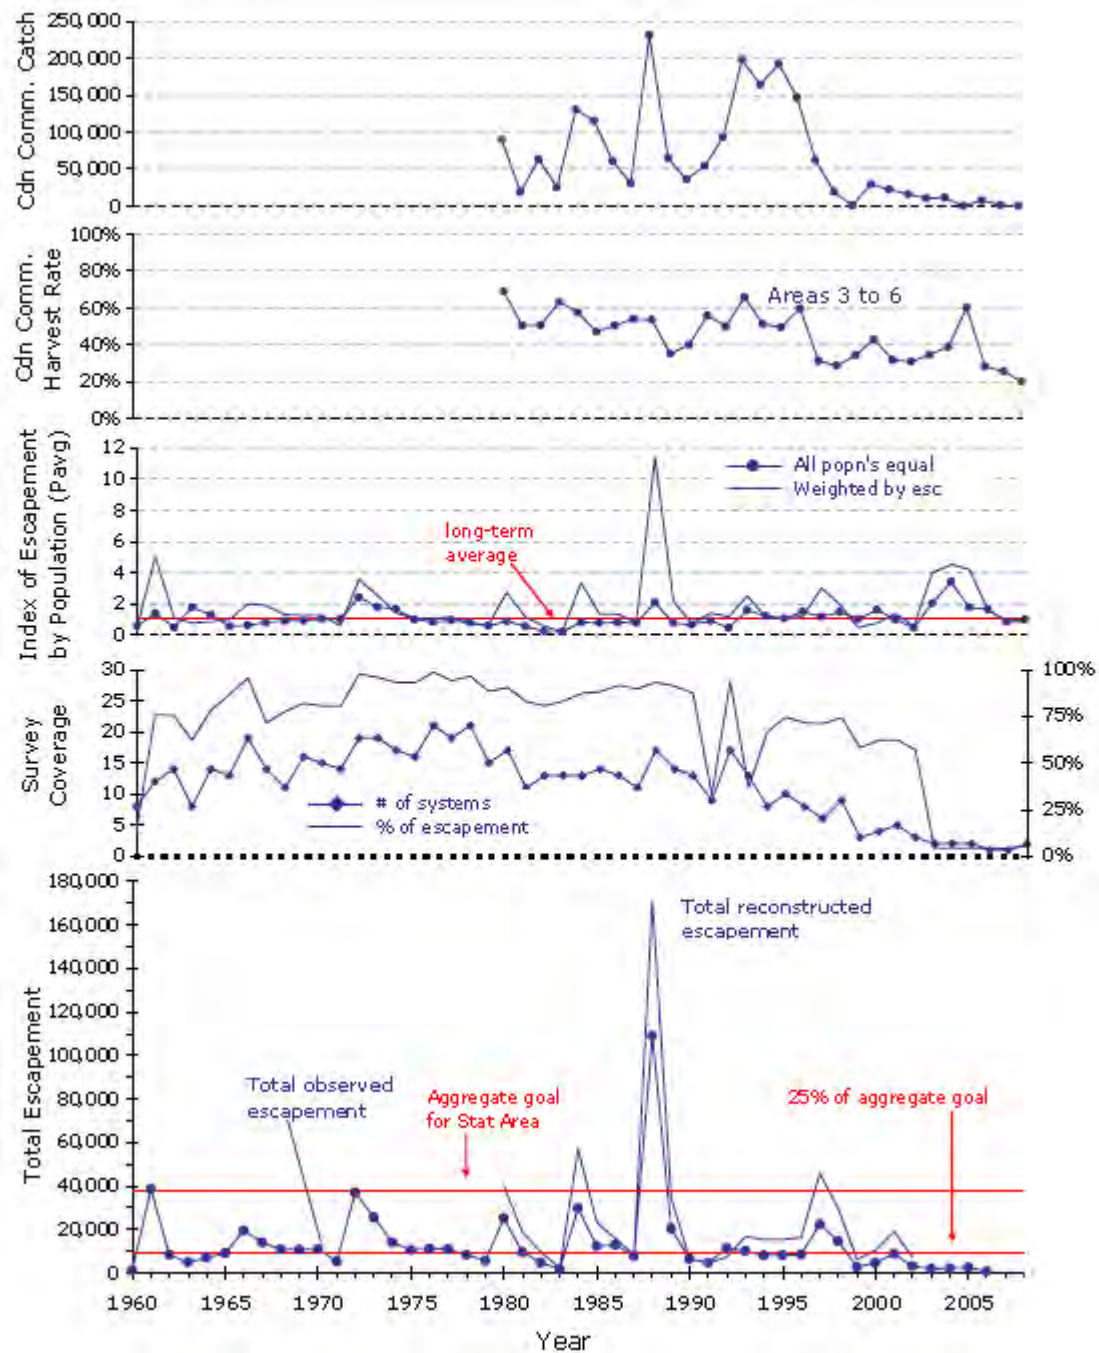 Cdn Comm. Catch
250,000
200,000
150,000
100,000
50,000
0
Cdn Comm.
Harvest Rate
100%
80%
60%
40%
20%
0%
Areas 3 to 6
Index of Escapement
by Population (Pavg)
12
10
8
6
4
2
0
All popn's equal
Weighted by esc
long-term
average
Survey
Coverage
30
25
20
15
10
5
0
100%
75%
50%
25%
0%
# of systems
% of escapement
Total Escapement
180,000
160,000
140,000
120,000
100,000
80,000
60,000
40,000
20,000
0
Total reconstructed
escapement
Total observed
escapement
Aggregate goal
for Stat Area
25% of aggregate goal
1960 1965 1970 1975 1980 1985 1990 1995 2000 2005
Year